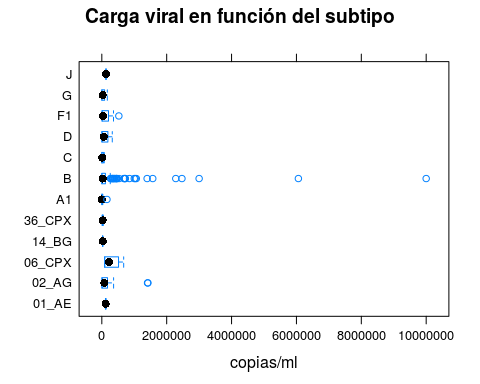 Carga viral en función del subtipo
J
G
F1
D
C
B
A1
36_CPX
14_BG
06_CPX
02_AG
01_AE
0 2000000 4000000 6000000 8000000 10000000
copias/ml